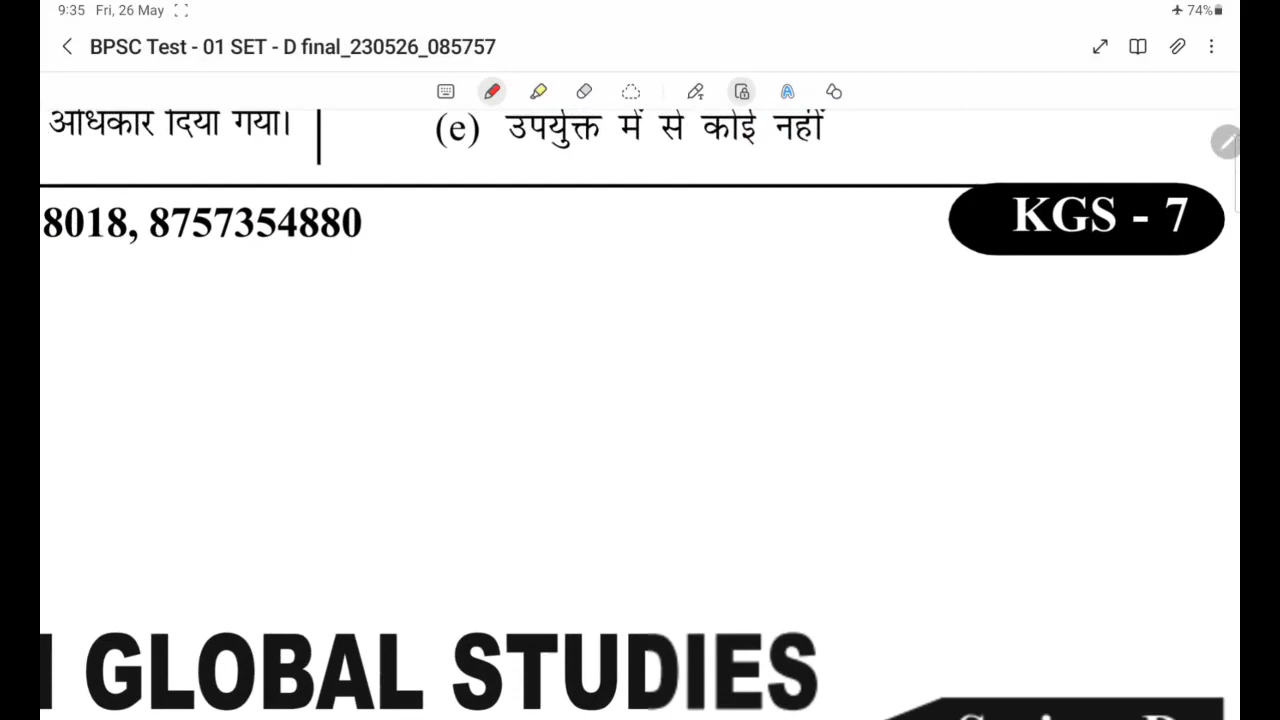 9:35 Fri, 26 May
74%
BPSC Test - 01 SET - D final_230526_085757
अधिकार दिया गया।
(e) उपर्युक्त में से कोई नहीं
8018, 8757354880
KGS - 7
GLOBAL STUDIES